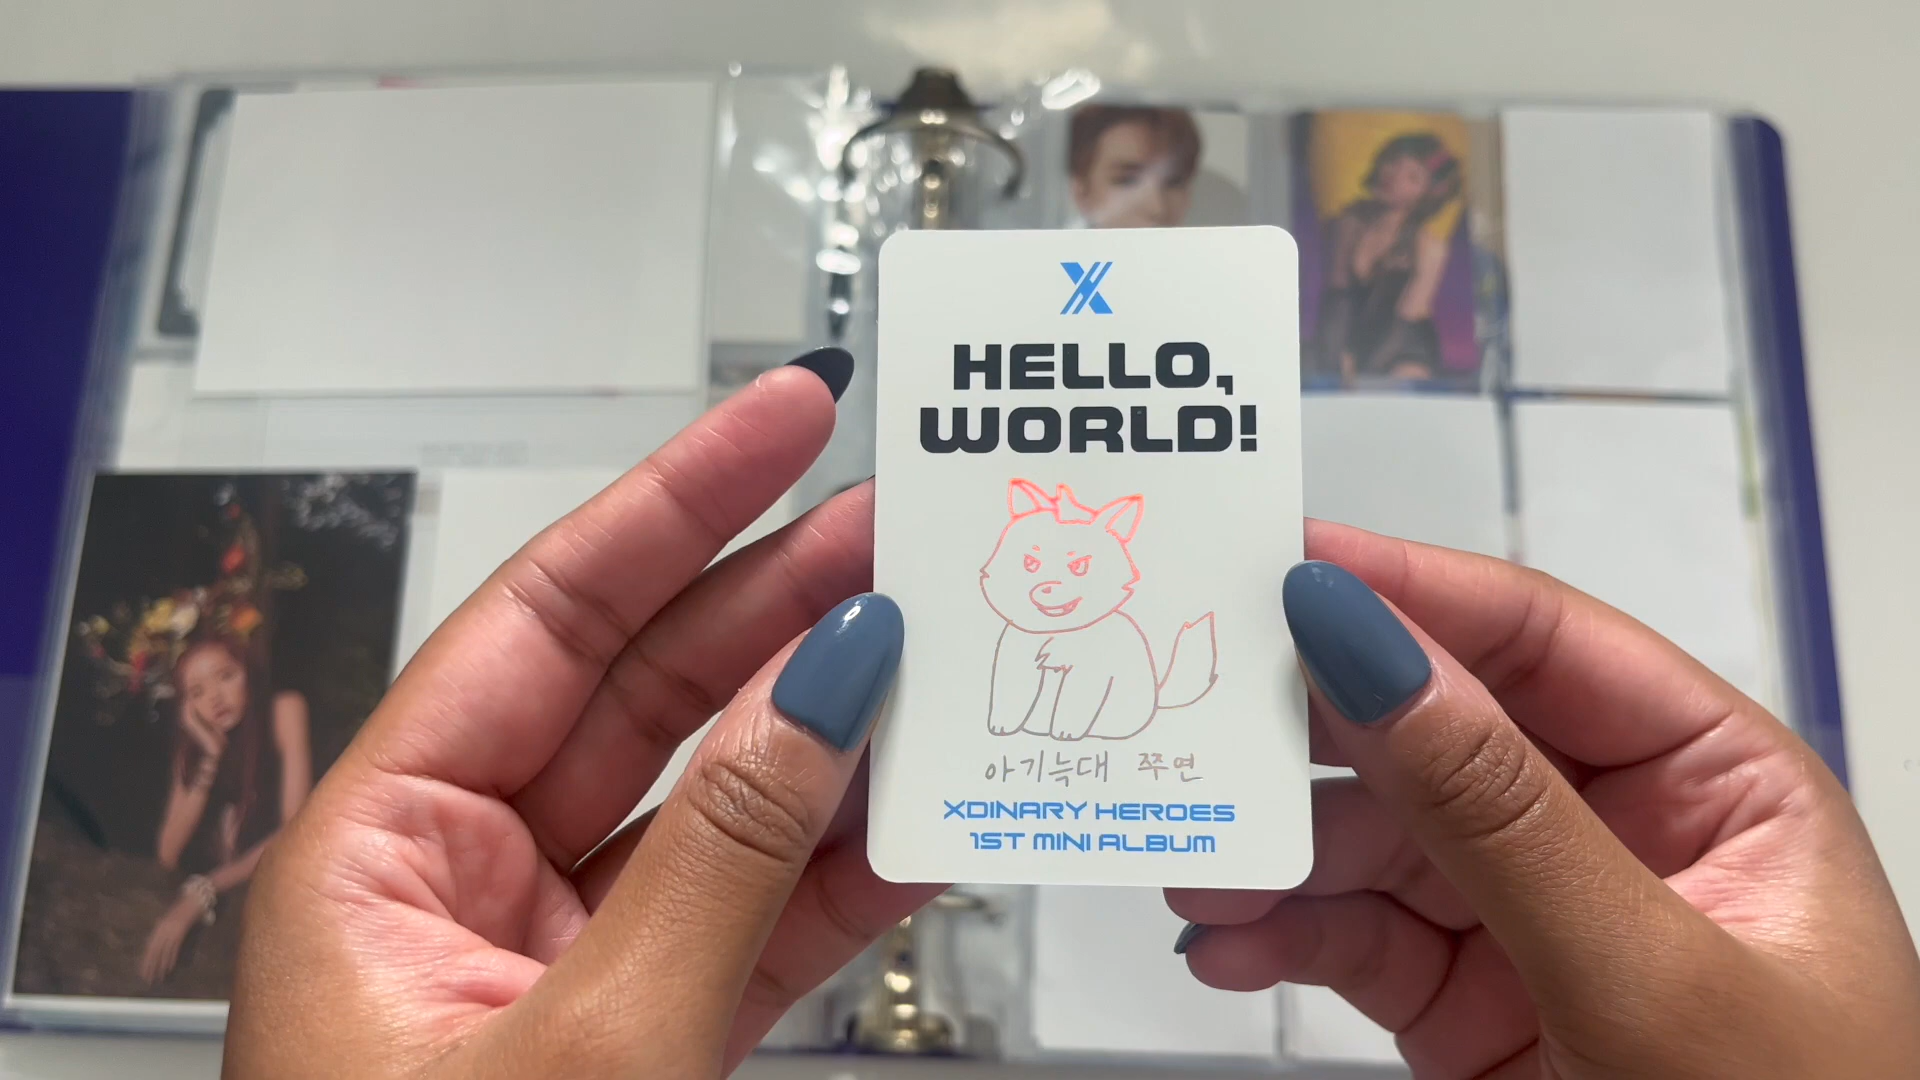 HELLO,
WORLD!
아기늑대 쭈연
XDINARY HEROES
1ST MINI ALBUM